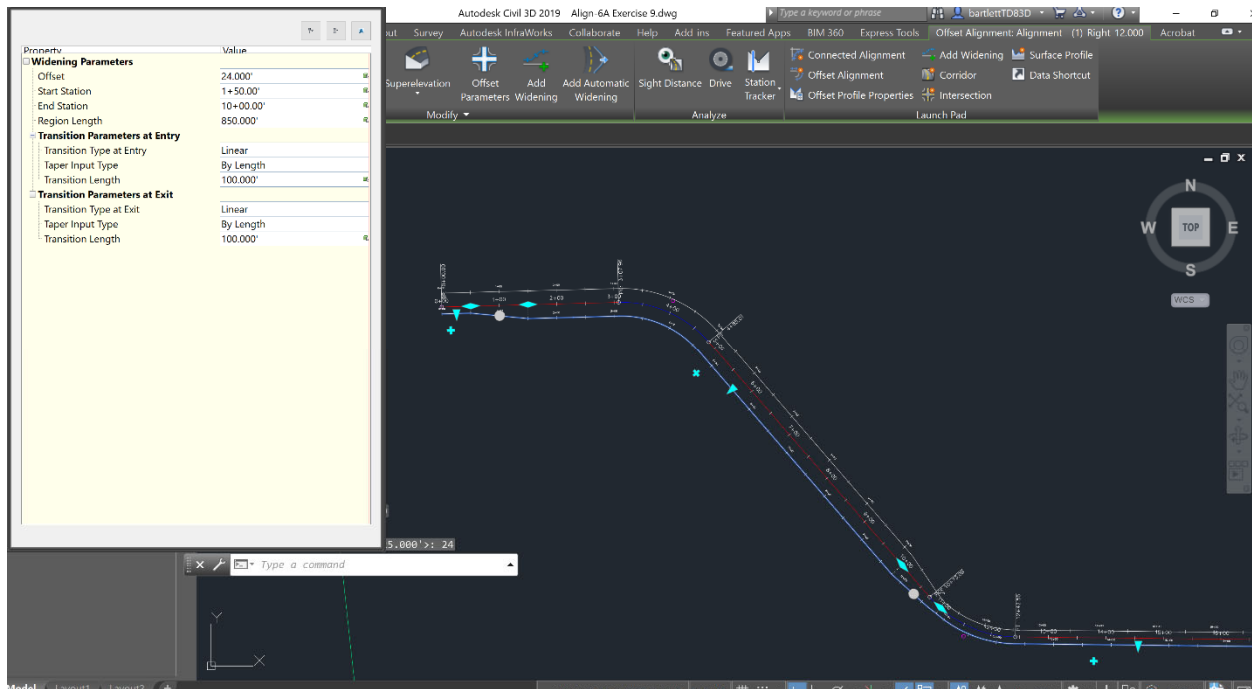 Autodesk Civil 3D 2019 Align-6A Exercise 9.dwg
Type a keyword or phrase
bartlettTD83D
out Survey Autodesk InfraWorks Collaborate Help Add ins Featured Apps BIM 360 Express Tools Offset Alignment: Alignment (1) Right 12.000 Acrobat
Superelevation
Offset Parameters
Add Widening
Add Automatic Widening
Sight Distance
Drive
Station Tracker
Connected Alignment
Offset Alignment
Offset Profile Properties
Add Widening
Corridor
Intersection
Surface Profile
Data Shortcut
Modify
Analyze
Launch Pad
Property Value
Widening Parameters
Offset 24.000'
Start Station 1+50.00'
End Station 10+00.00'
Region Length 850.000'
Transition Parameters at Entry
Transition Type at Entry Linear
Taper Input Type By Length
Transition Length 100.000'
Transition Parameters at Exit
Transition Type at Exit Linear
Taper Input Type By Length
Transition Length 100.000'
N
W TOP E
S
WCS
1+00 2+00
5.000'>: 24
Type a command
Y
X
Model Layout1 Layout2